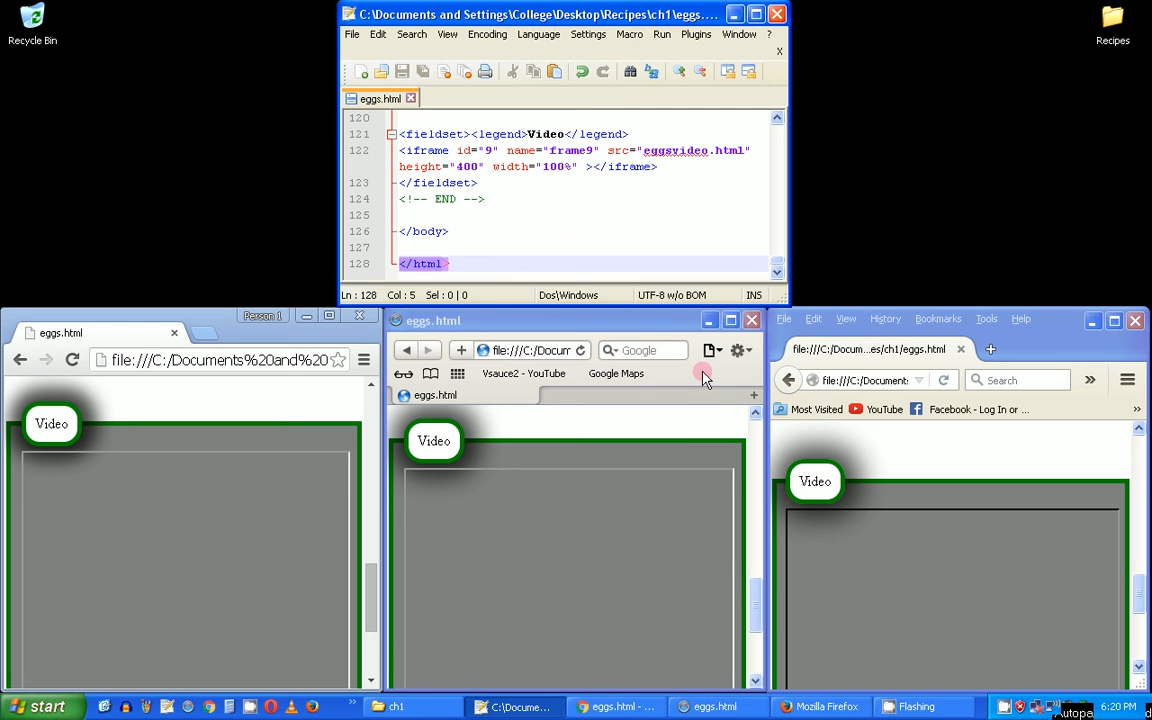 Recycle Bin
Recipes
C:\Documents and Settings\College\Desktop\Recipes\ch1\eggs....
File Edit Search View Encoding Language Settings Macro Run Plugins Window ?
X
eggs.html
120
121 <fieldset><legend>Video</legend>
122 <iframe id="9" name="frame9" src="eggsvideo.html"
height="400" width="100%" ></iframe>
123 </fieldset>
124 <!-- END -->
125
126 </body>
127
128 </html>
Ln : 128 Col : 5 Sel : 0 | 0 Dos\Windows UTF-8 w/o BOM INS
Person 1
eggs.html
file:///C:/Documents%20and%20
Video
eggs.html
file:///C:/Docum
Google
Vsauce2 - YouTube Google Maps
eggs.html
Video
File Edit View History Bookmarks Tools Help
file:///C:/Docum...es/ch1/eggs.html
file:///C:/Document:
Search
Most Visited YouTube Facebook - Log In or ...
Video
start
ch1
C:\Docume...
eggs.html - ...
eggs.html
Mozilla Firefox
Flashing
6:20 PM
Autopa